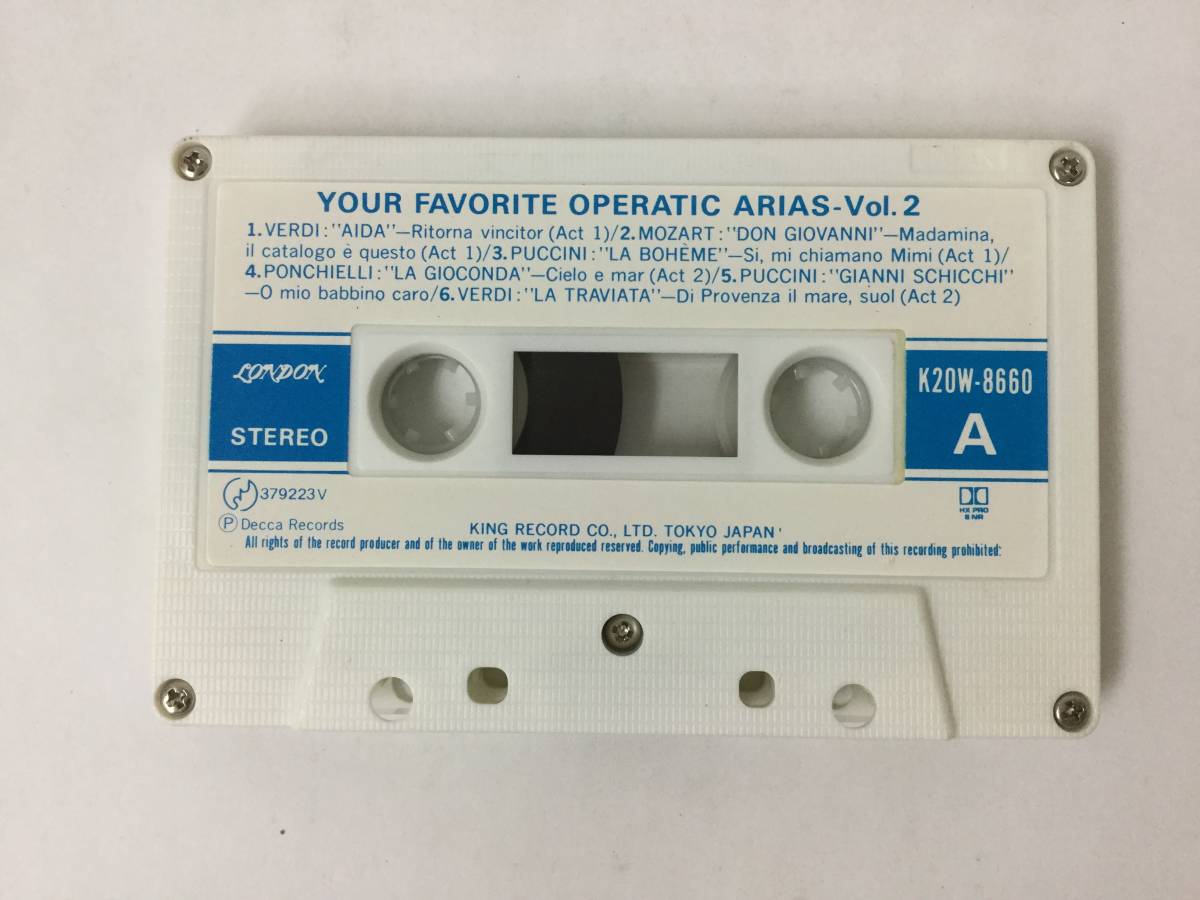 YOUR FAVORITE OPERATIC ARIAS-Vol. 2
1.VERDI: "AIDA"—Ritorna vincitor (Act 1)/2.MOZART: "DON GIOVANNI"—Madamina,
il catalogo è questo (Act 1)/3.PUCCINI: "LA BOHÈME"—Si, mi chiamano Mimi (Act 1)/
4.PONCHIELLI: "LA GIOCONDA"—Cielo e mar (Act 2)/5.PUCCINI: "GIANNI SCHICCHI"
—O mio babbino caro/6.VERDI: "LA TRAVIATA"—Di Provenza il mare, suol (Act 2)
LONDON
STEREO
K20W-8660
A
379223V
Ⓟ Decca Records
HX PRO
B NR
KING RECORD CO., LTD. TOKYO JAPAN
All rights of the record producer and of the owner of the work reproduced reserved. Copying, public performance and broadcasting of this recording prohibited.